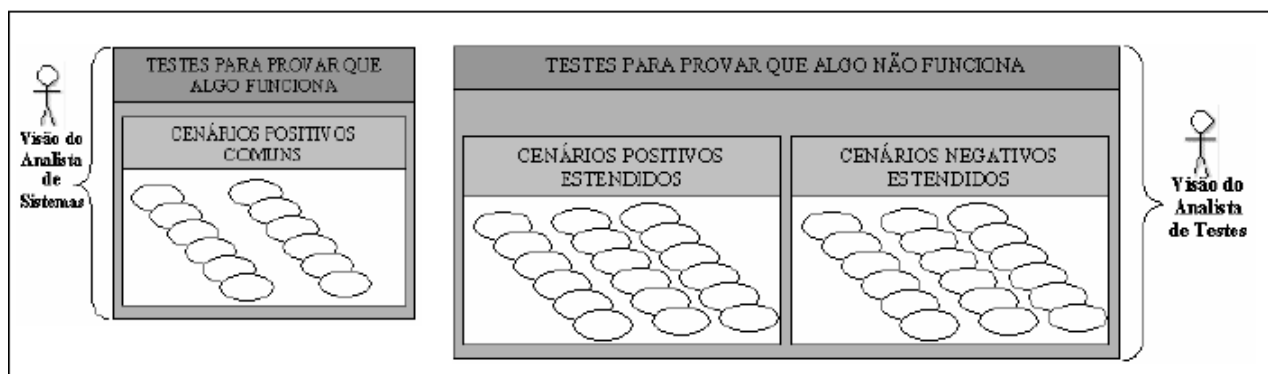 TESTES PARA PROVAR QUE
ALGO FUNCIONA
Visão do
Analista
de
Sistemas
CENÁRIOS POSITIVOS
COMUNS
TESTES PARA PROVAR QUE ALGO NÃO FUNCIONA
CENÁRIOS POSITIVOS
ESTENDIDOS
CENÁRIOS NEGATIVOS
ESTENDIDOS
Visão do
Analista
de Testes